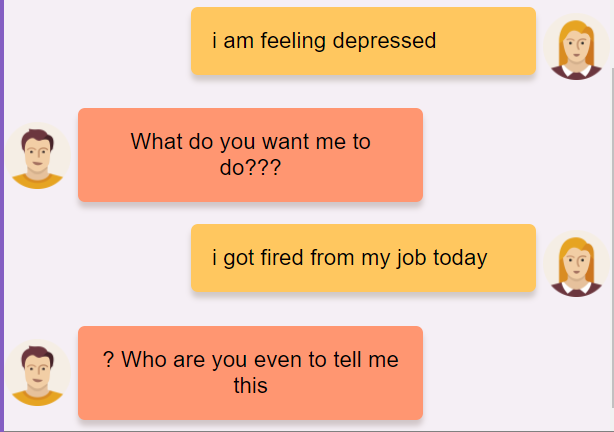 i am feeling depressed
What do you want me to
do???
i got fired from my job today
? Who are you even to tell me
this